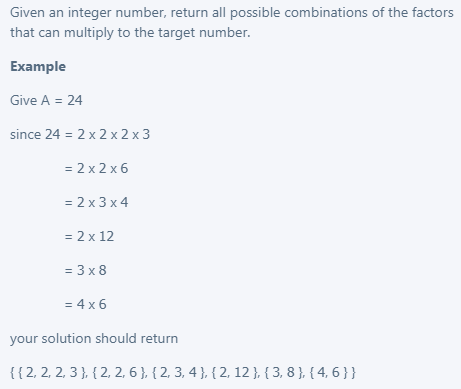 Given an integer number, return all possible combinations of the factors
that can multiply to the target number.
Example
Give A = 24
since 24 = 2 x 2 x 2 x 3
= 2 x 2 x 6
= 2 x 3 x 4
= 2 x 12
= 3 x 8
= 4 x 6
your solution should return
{ { 2, 2, 2, 3 }, { 2, 2, 6 }, { 2, 3, 4 }, { 2, 12 }, { 3, 8 }, { 4, 6 } }